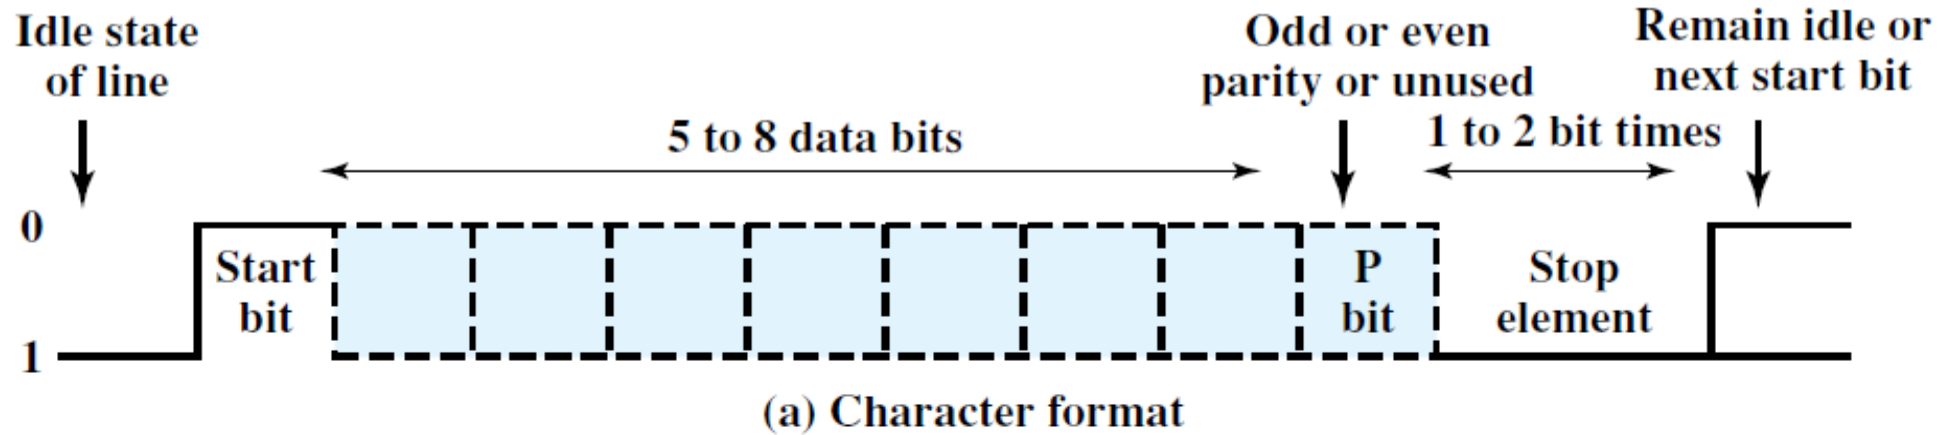 Idle state
of line
Odd or even
parity or unused
Remain idle or
next start bit
5 to 8 data bits
1 to 2 bit times
0
1
Start
bit
P
bit
Stop
element
(a) Character format